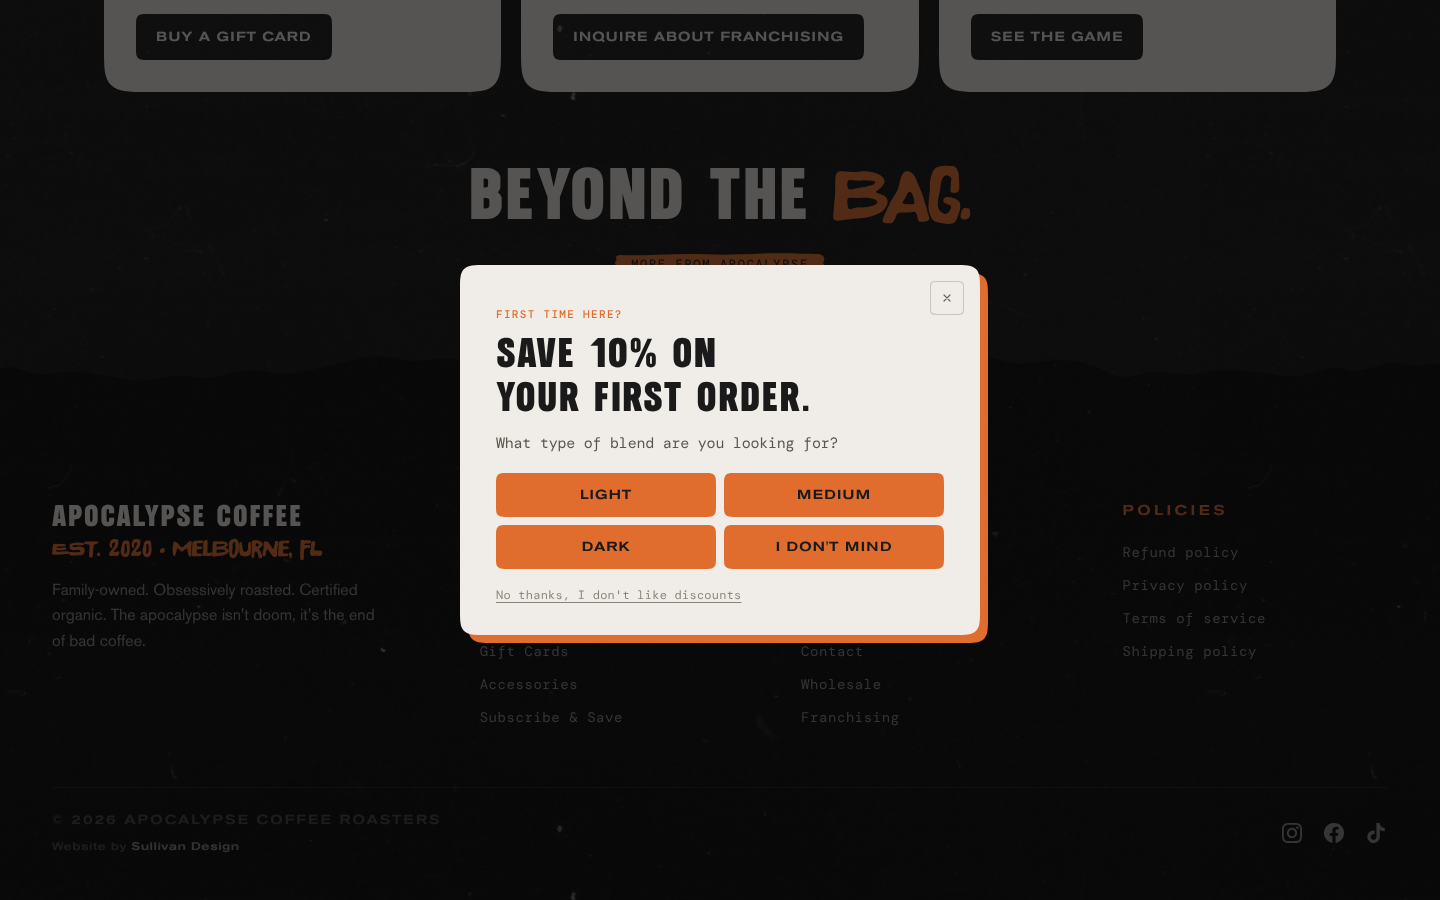 BUY A GIFT CARD
INQUIRE ABOUT FRANCHISING
SEE THE GAME
BEYOND THE BAG.
MORE FROM APOCALYPSE
FIRST TIME HERE?
SAVE 10% ON
YOUR FIRST ORDER.
What type of blend are you looking for?
LIGHT
MEDIUM
DARK
I DON'T MIND
No thanks, I don't like discounts
APOCALYPSE COFFEE
EST. 2020 • MELBOURNE, FL
Family-owned. Obsessively roasted. Certified
organic. The apocalypse isn't doom, it's the end
of bad coffee.
Gift Cards
Accessories
Subscribe & Save
Contact
Wholesale
Franchising
POLICIES
Refund policy
Privacy policy
Terms of service
Shipping policy
© 2026 APOCALYPSE COFFEE ROASTERS
Website by Sullivan Design